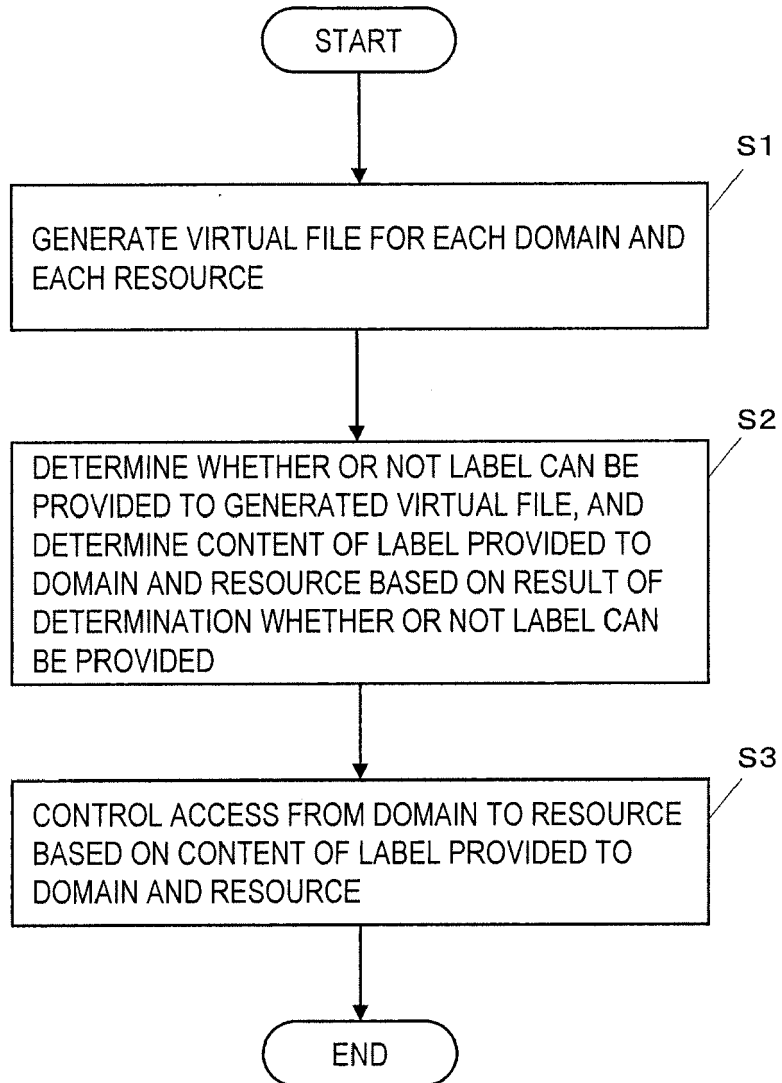 START
S1
GENERATE VIRTUAL FILE FOR EACH DOMAIN AND
EACH RESOURCE
S2
DETERMINE WHETHER OR NOT LABEL CAN BE
PROVIDED TO GENERATED VIRTUAL FILE, AND
DETERMINE CONTENT OF LABEL PROVIDED TO
DOMAIN AND RESOURCE BASED ON RESULT OF
DETERMINATION WHETHER OR NOT LABEL CAN
BE PROVIDED
S3
CONTROL ACCESS FROM DOMAIN TO RESOURCE
BASED ON CONTENT OF LABEL PROVIDED TO
DOMAIN AND RESOURCE
END